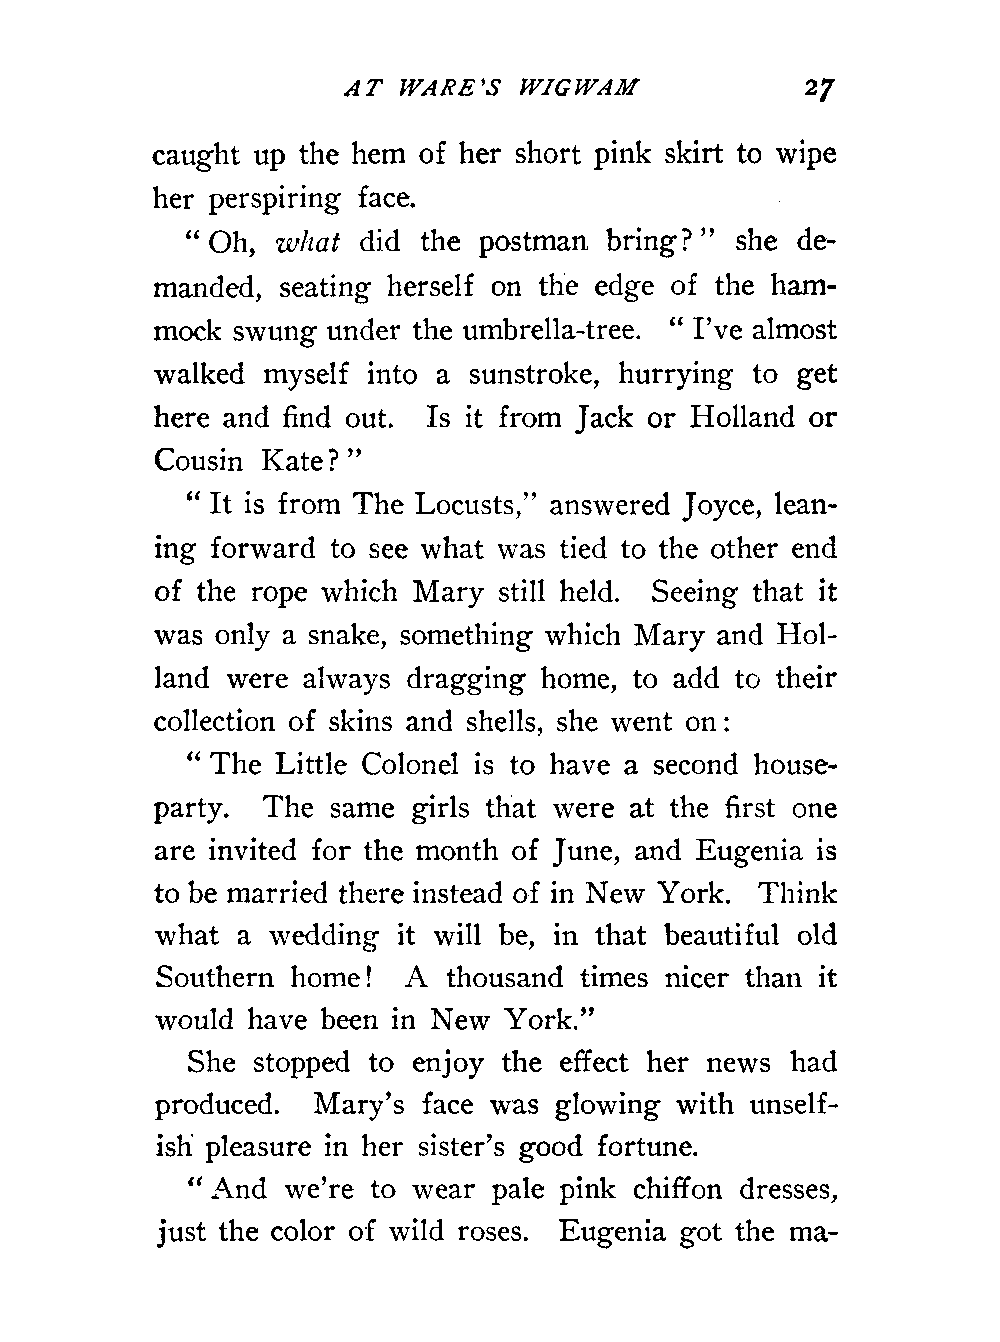 AT WARE'S WIGWAM 27
caught up the hem of her short pink skirt to wipe
her perspiring face.
" Oh, what did the postman bring? " she de-
manded, seating herself on the edge of the ham-
mock swung under the umbrella-tree. " I've almost
walked myself into a sunstroke, hurrying to get
here and find out. Is it from Jack or Holland or
Cousin Kate? "
" It is from The Locusts," answered Joyce, lean-
ing forward to see what was tied to the other end
of the rope which Mary still held. Seeing that it
was only a snake, something which Mary and Hol-
land were always dragging home, to add to their
collection of skins and shells, she went on :
" The Little Colonel is to have a second house-
party. The same girls that were at the first one
are invited for the month of June, and Eugenia is
to be married there instead of in New York. Think
what a wedding it will be, in that beautiful old
Southern home! A thousand times nicer than it
would have been in New York."
She stopped to enjoy the effect her news had
produced. Mary's face was glowing with unself-
ish pleasure in her sister's good fortune.
" And we're to wear pale pink chiffon dresses,
just the color of wild roses. Eugenia got the ma-